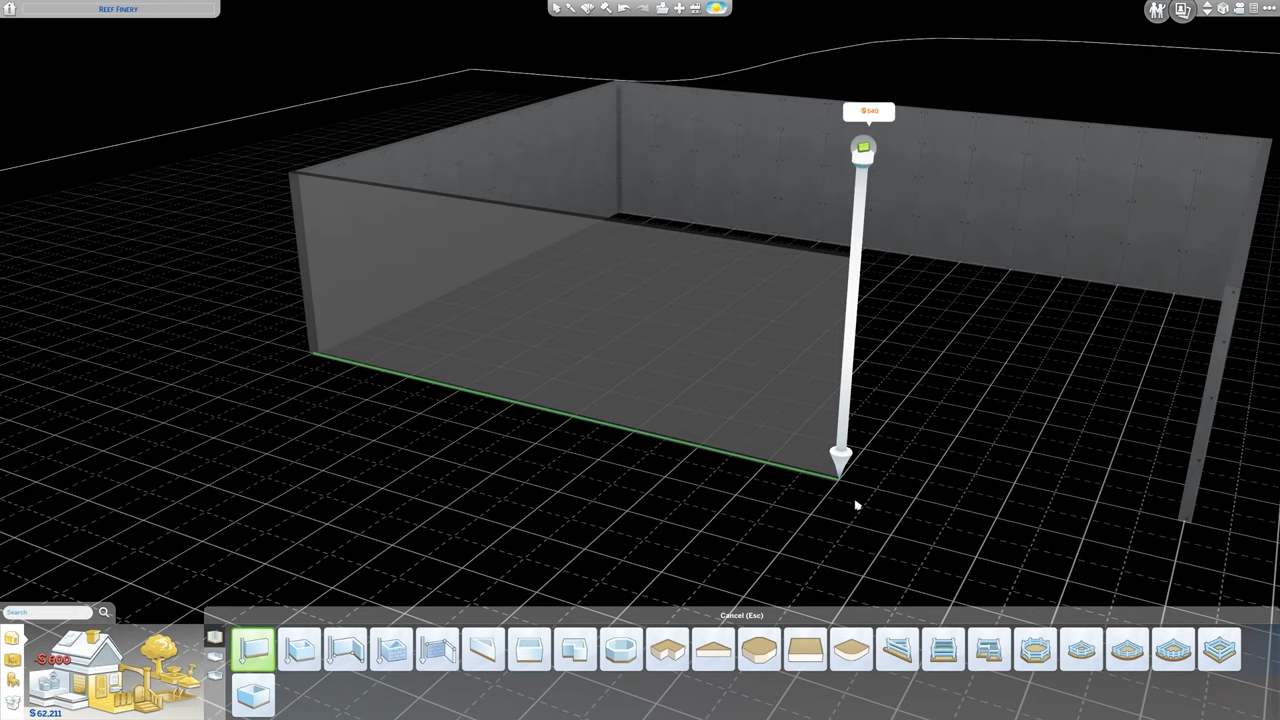 REEF FINERY
-$540
Cancel (Esc)
Search
-$600
$62,211